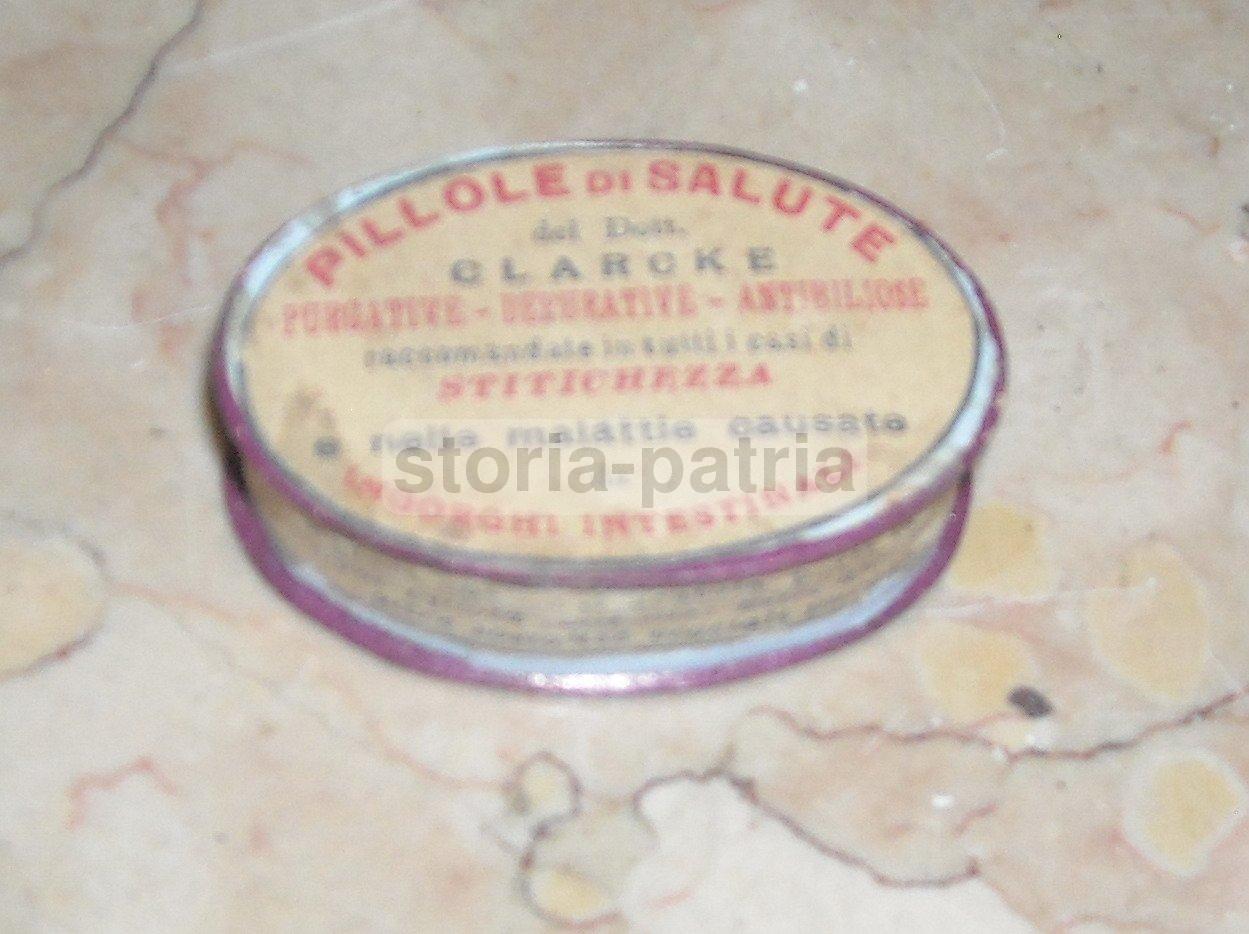 PILLOLE DI SALUTE
del Dott.
CLARCKE
PURGATIVE - DEPURATIVE - ANTIBILIOSE
raccomandate in tutti i casi di
STITICHEZZA
e nelle malattie causate
INGORGHI INTESTINALI
storia-patria